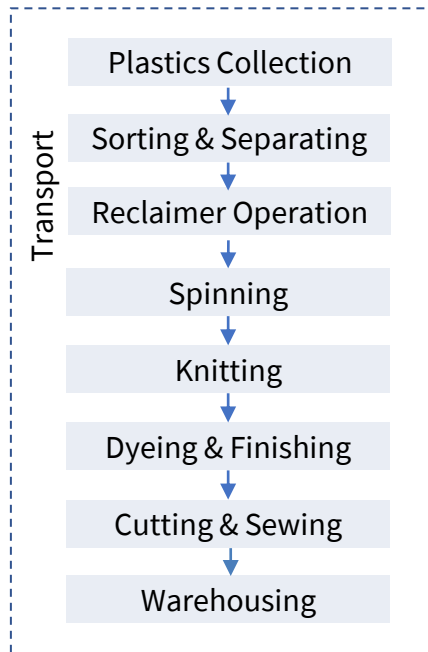 Plastics Collection
Sorting & Separating
Transport
Reclaimer Operation
Spinning
Knitting
Dyeing & Finishing
Cutting & Sewing
Warehousing